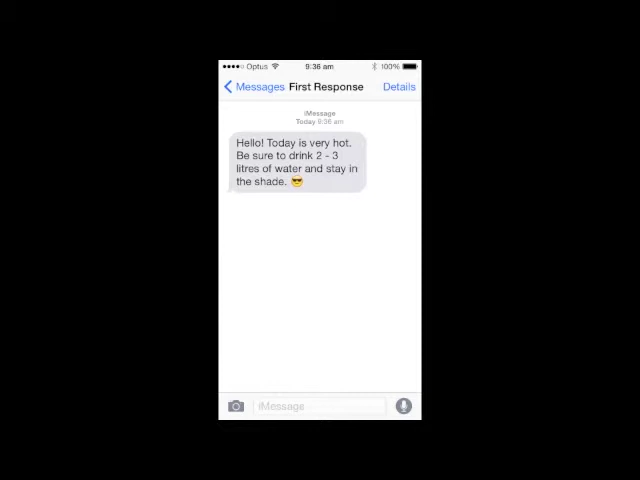 Optus 9:36 am 100%
Messages First Response Details
iMessage
Today 9:36 am
Hello! Today is very hot.
Be sure to drink 2 - 3
litres of water and stay in
the shade. 😎
iMessage